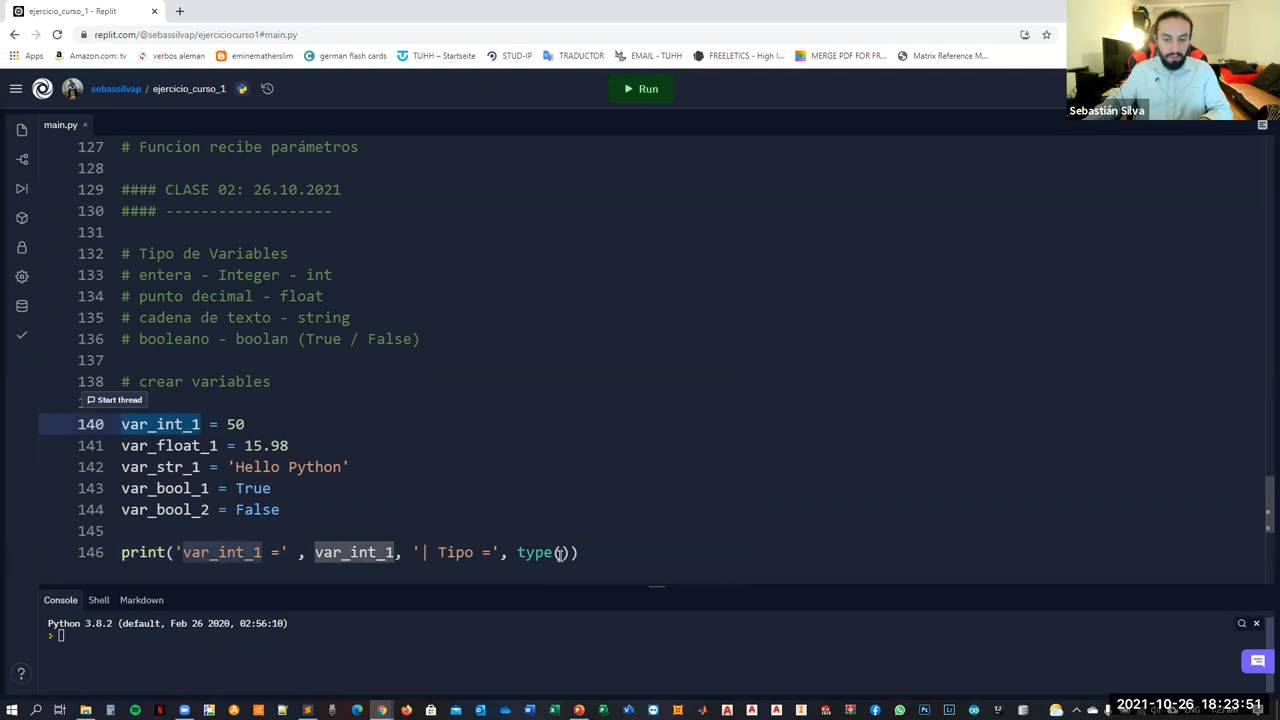 ejercicio_curso_1 - Replit
replit.com/@sebassilvap/ejerciciocurso1#main.py
Apps Amazon.com: tv verbos aleman eminematherslim german flash cards TUHH – Startseite STUD-IP TRADUCTOR EMAIL - TUHH FREELETICS - High I... MERGE PDF FOR FR... Matrix Reference M...
Sebastián Silva
sebassilvap / ejercicio_curso_1
Run
main.py
127 # Funcion recibe parámetros
128
129 #### CLASE 02: 26.10.2021
130 #### -------------------
131
132 # Tipo de Variables
133 # entera - Integer - int
134 # punto decimal - float
135 # cadena de texto - string
136 # booleano - boolan (True / False)
137
138 # crear variables
Start thread
140 var_int_1 = 50
141 var_float_1 = 15.98
142 var_str_1 = 'Hello Python'
143 var_bool_1 = True
144 var_bool_2 = False
145
146 print('var_int_1 =' , var_int_1, '| Tipo =', type())
Console Shell Markdown
Python 3.8.2 (default, Feb 26 2020, 02:56:10)
2021-10-26 18:23:51